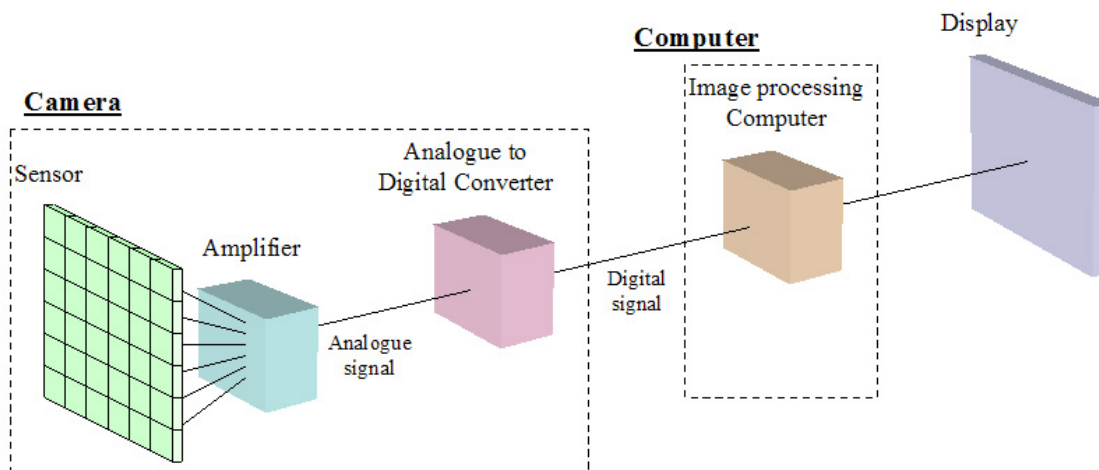 Camera
Sensor
Amplifier
Analogue
signal
Analogue to
Digital Converter
Digital
signal
Computer
Image processing
Computer
Display